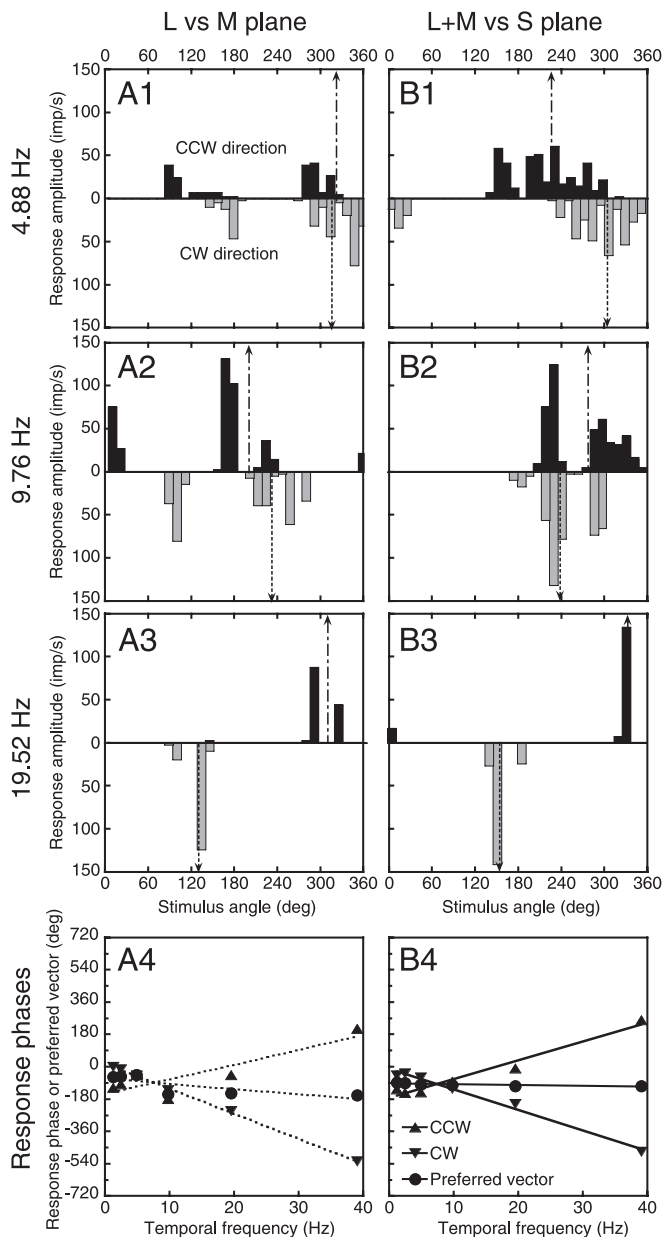 L vs M plane
L+M vs S plane
0 60 120 180 240 300 360
0 60 120 180 240 300 360
4.88 Hz
Response amplitude (imp/s)
150
100
50
0
50
100
150
A1
CCW direction
CW direction
B1
9.76 Hz
Response amplitude (imp/s)
150
100
50
0
50
100
150
A2
B2
19.52 Hz
Response amplitude (imp/s)
150
100
50
0
50
100
150
A3
B3
0 60 120 180 240 300 360
0 60 120 180 240 300 360
Stimulus angle (deg)
Stimulus angle (deg)
Response phases
Response phase or preferred vector (deg)
720
540
360
180
0
-180
-360
-540
-720
A4
B4
CCW
CW
Preferred vector
0 10 20 30 40
0 10 20 30 40
Temporal frequency (Hz)
Temporal frequency (Hz)